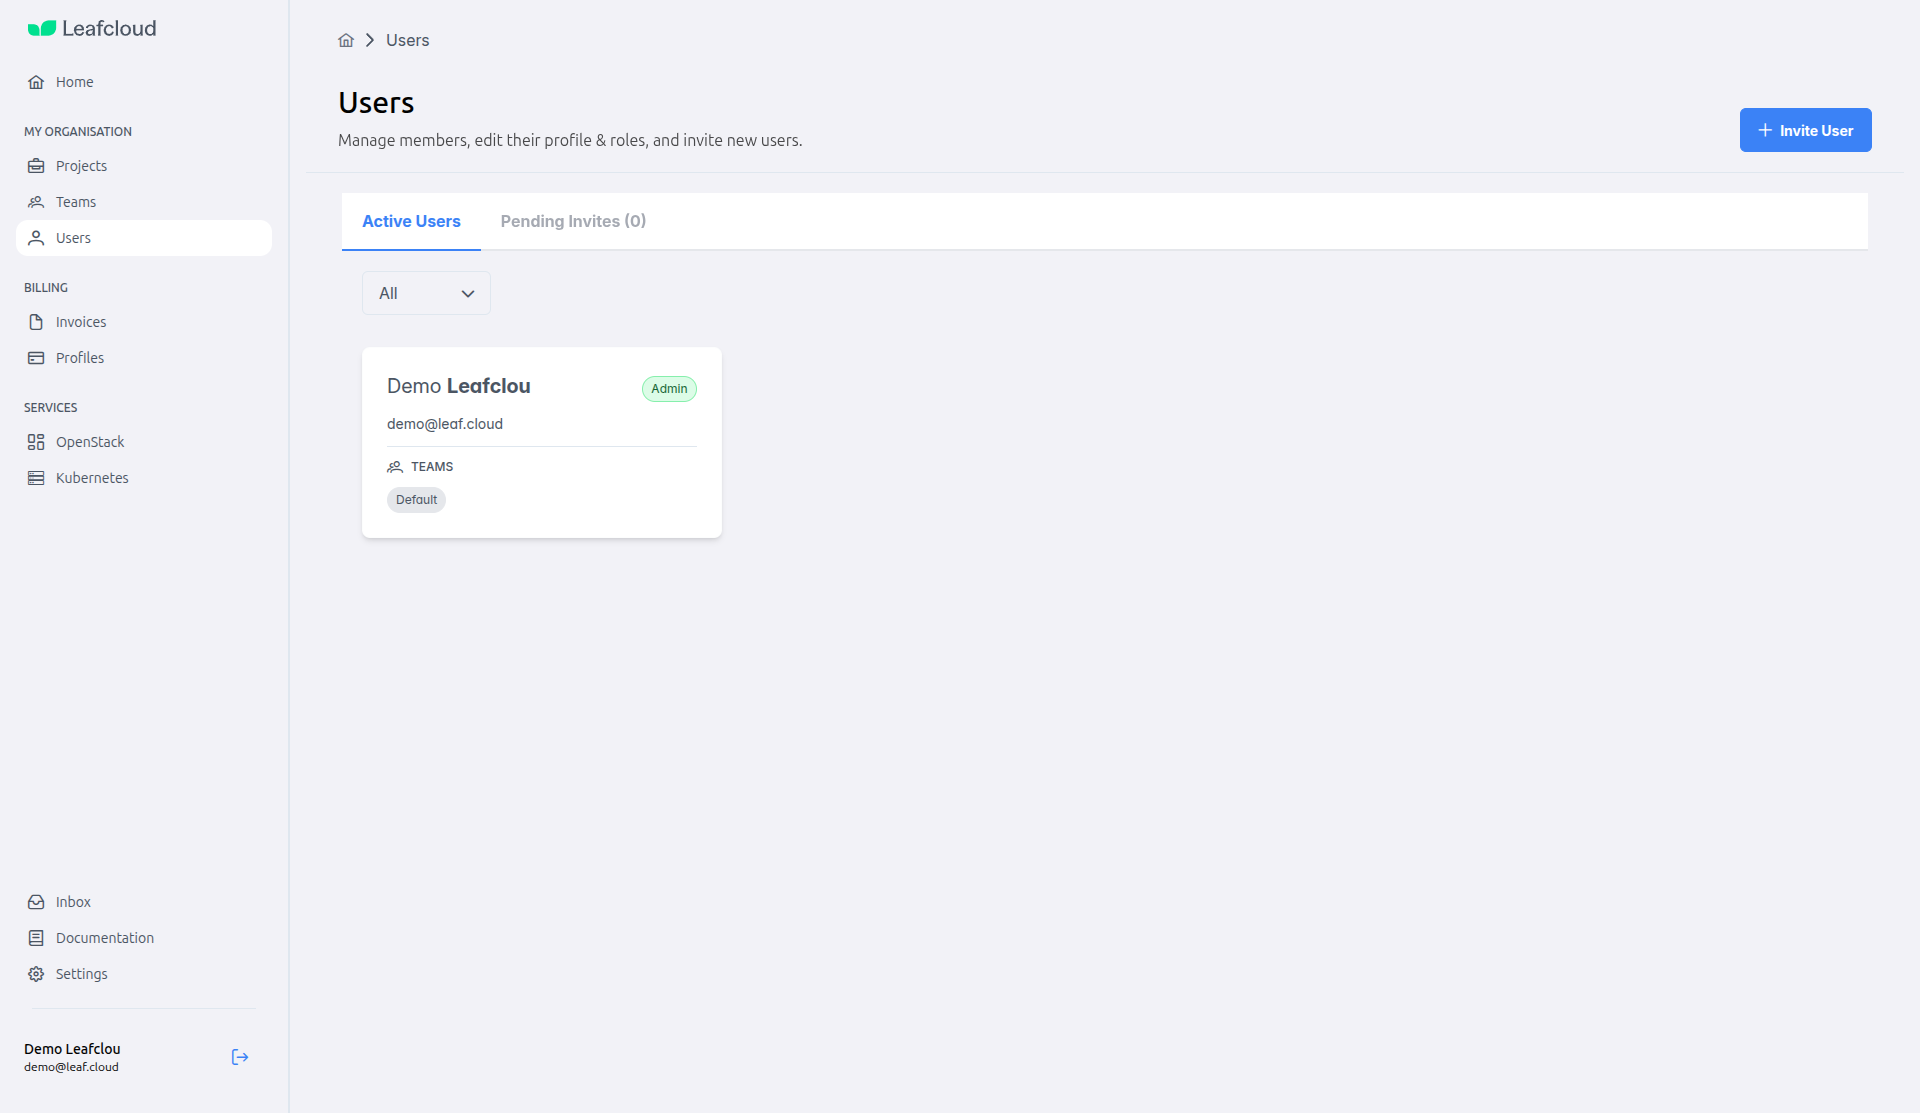 Leafcloud
Home
MY ORGANISATION
Projects
Teams
Users
BILLING
Invoices
Profiles
SERVICES
OpenStack
Kubernetes
Inbox
Documentation
Settings
Demo Leafclou
demo@leaf.cloud
Users
Users
Manage members, edit their profile & roles, and invite new users.
Invite User
Active Users
Pending Invites (0)
All
Demo Leafclou
Admin
demo@leaf.cloud
TEAMS
Default